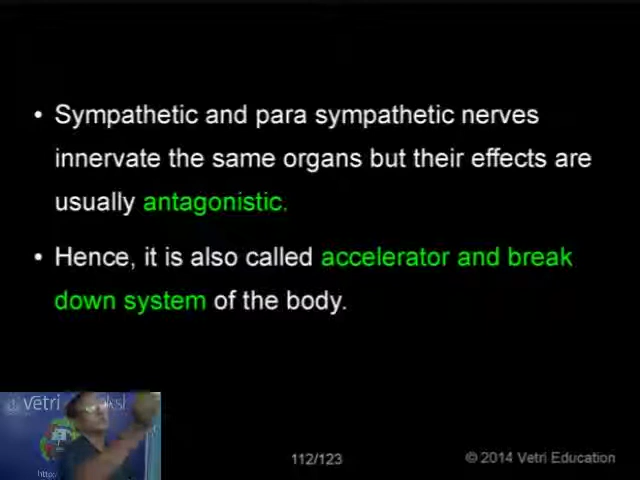 • Sympathetic and para sympathetic nerves
innervate the same organs but their effects are
usually antagonistic.
• Hence, it is also called accelerator and break
down system of the body.
Vetri
http:
112/123
© 2014 Vetri Education